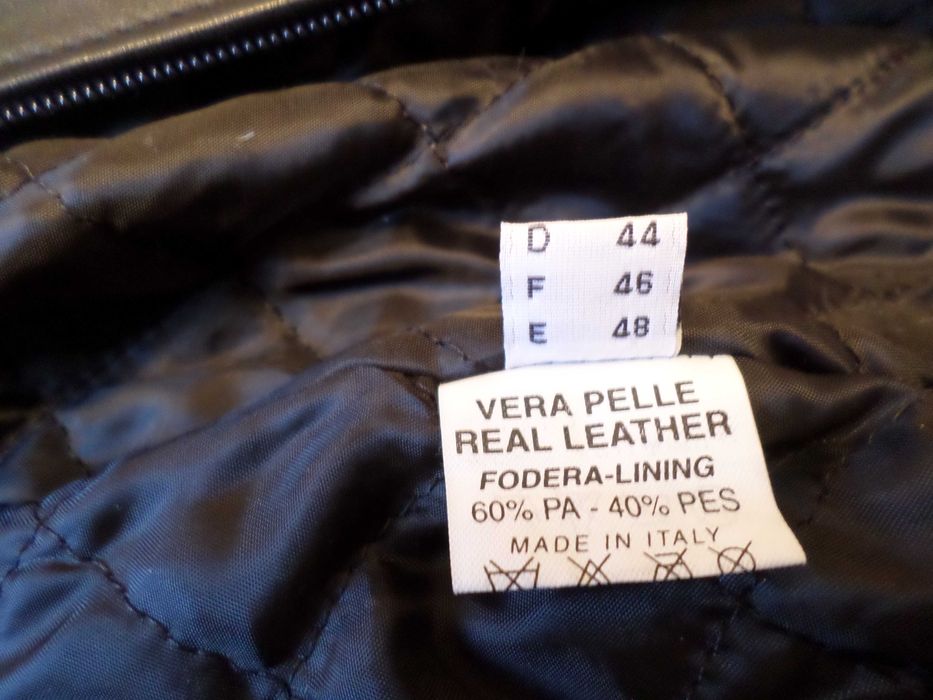 D 44
F 46
E 48
VERA PELLE
REAL LEATHER
FODERA-LINING
60% PA - 40% PES
MADE IN ITALY